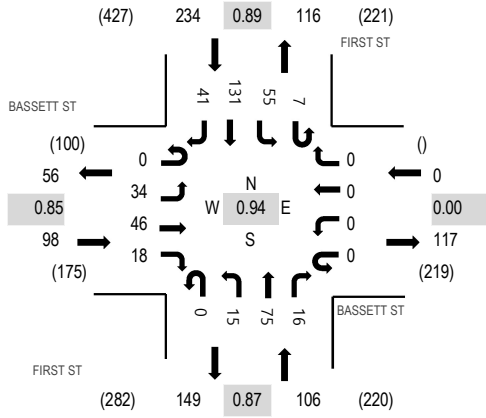 (427) 234 0.89 116 (221)
FIRST ST
BASSETT ST
41 131 55 7
(100) ()
0 0
56 0
34 N 0
0.85 W 0.94 E 0.00
46 S 0
98 117
18 0
(175) (219)
0 15 75 16
BASSETT ST
FIRST ST
(282) 149 0.87 106 (220)